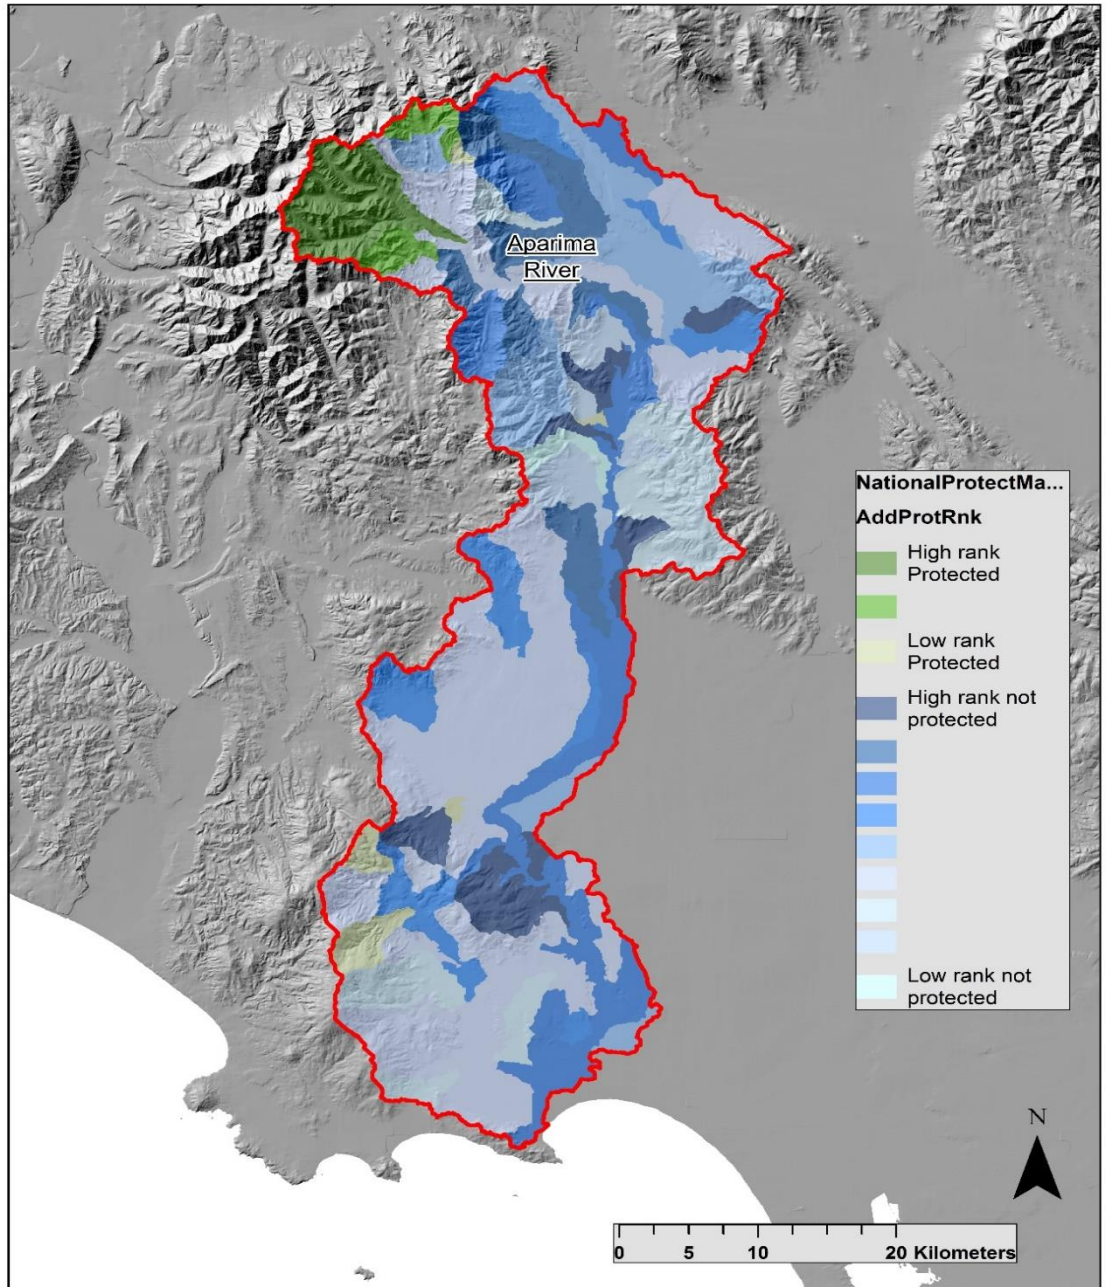 Aparima
River
NationalProtectMa...
AddProtRnk
High rank
Protected
Low rank
Protected
High rank not
protected
Low rank not
protected
N
0 5 10 20 Kilometers